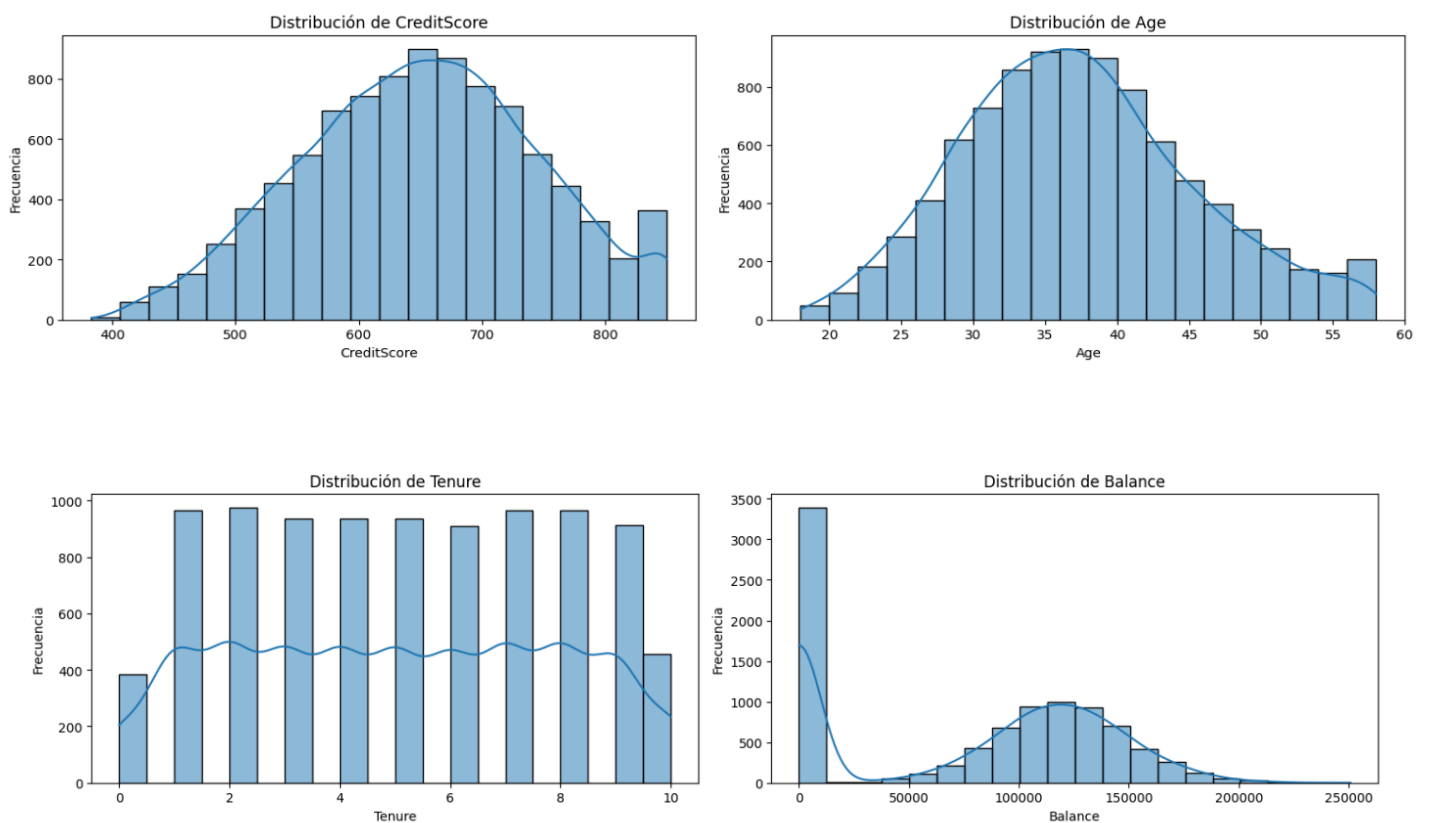 Distribución de CreditScore
Frecuencia
800
600
400
200
0
400 500 600 700 800
CreditScore
Distribución de Age
Frecuencia
800
600
400
200
0
20 25 30 35 40 45 50 55 60
Age
Distribución de Tenure
Frecuencia
1000
800
600
400
200
0
0 2 4 6 8 10
Tenure
Distribución de Balance
Frecuencia
3500
3000
2500
2000
1500
1000
500
0
0 50000 100000 150000 200000 250000
Balance